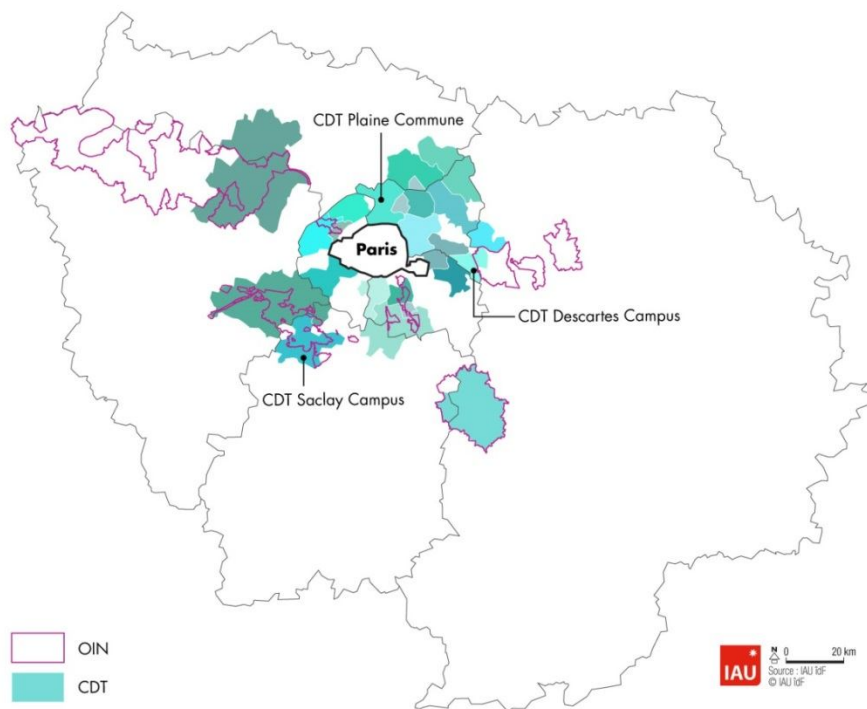 CDT Plaine Commune
Paris
CDT Descartes Campus
CDT Saclay Campus
OIN
CDT
IAU
N
0 20 km
Source : IAU îdF
© IAU îdF